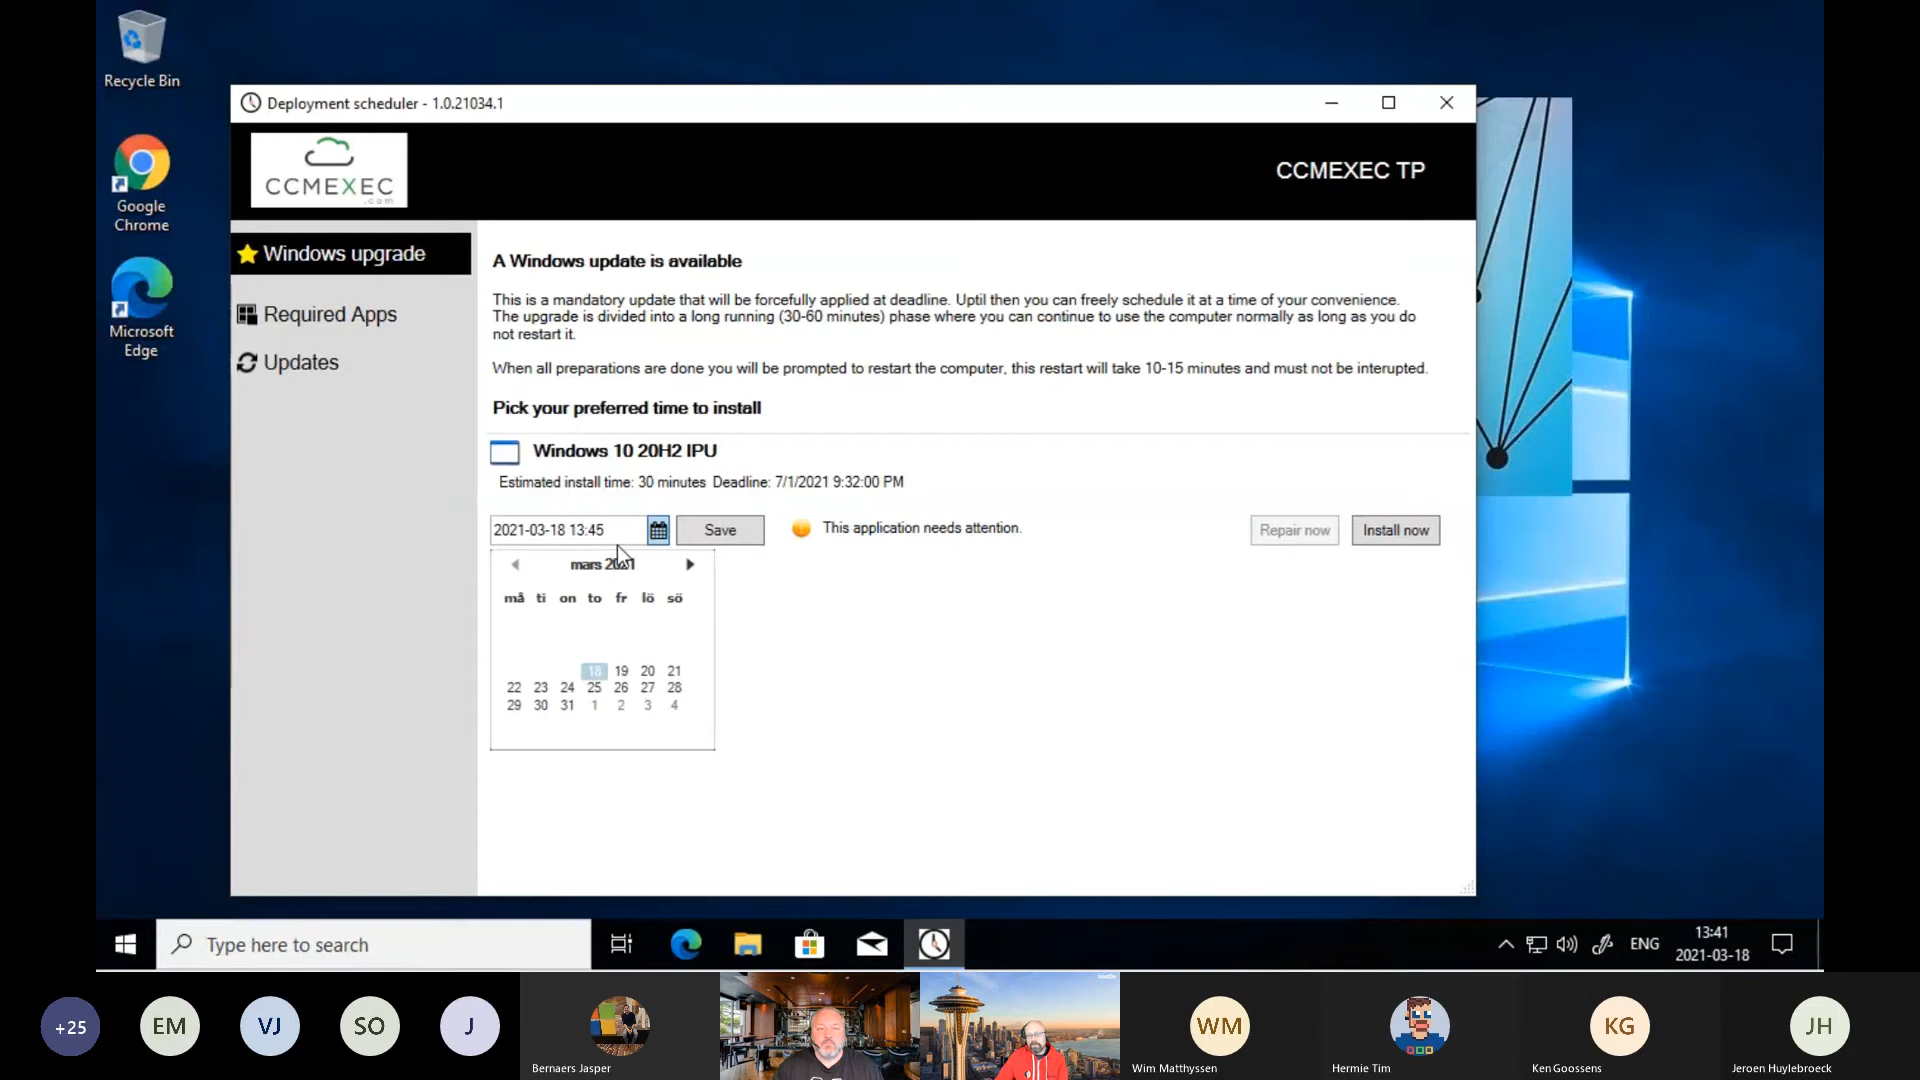 Recycle Bin
Google
Chrome
Microsoft
Edge
Deployment scheduler - 1.0.21034.1
CCMEXEC
.com
CCMEXEC TP
Windows upgrade
Required Apps
Updates
A Windows update is available
This is a mandatory update that will be forcefully applied at deadline. Uptil then you can freely schedule it at a time of your convenience.
The upgrade is divided into a long running (30-60 minutes) phase where you can continue to use the computer normally as long as you do
not restart it.
When all preparations are done you will be prompted to restart the computer, this restart will take 10-15 minutes and must not be interupted.
Pick your preferred time to install
Windows 10 20H2 IPU
Estimated install time: 30 minutes Deadline: 7/1/2021 9:32:00 PM
2021-03-18 13:45
Save
This application needs attention.
Repair now
Install now
mars 2021
må ti on to fr lö sö
18 19 20 21
22 23 24 25 26 27 28
29 30 31 1 2 3 4
Type here to search
ENG
13:41
2021-03-18
+25
EM
VJ
SO
J
Bernaers Jasper
WM
Wim Matthyssen
Hermie Tim
KG
Ken Goossens
JH
Jeroen Huylebroeck